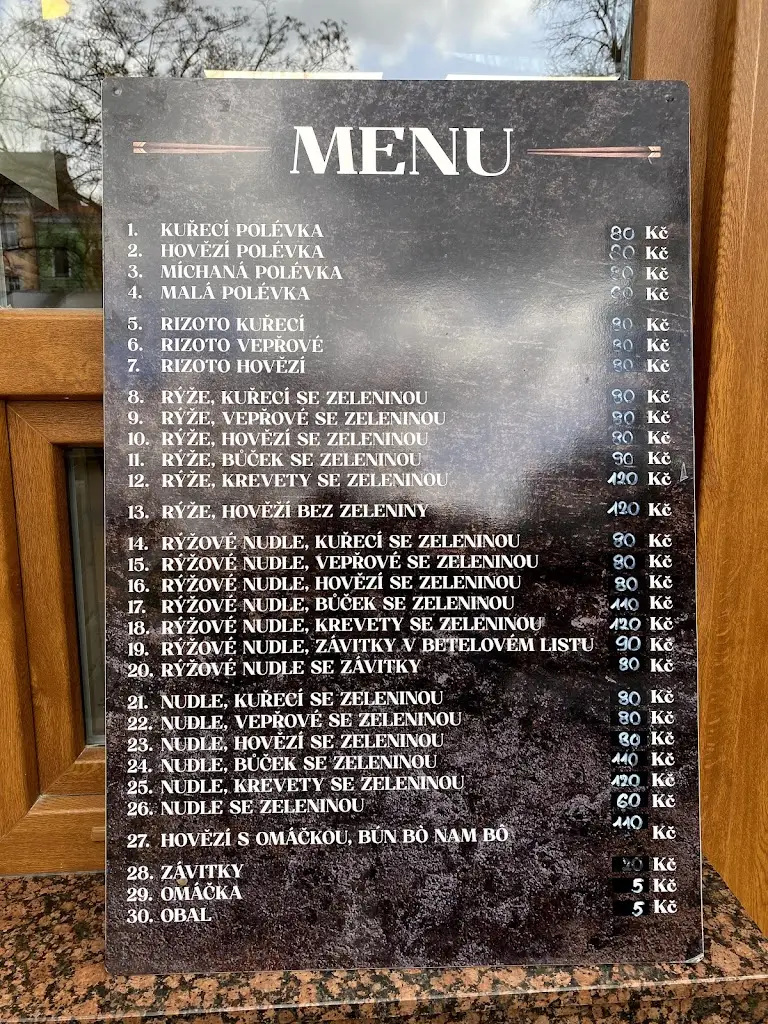 MENU
1. KUŘECÍ POLÉVKA 80 Kč
2. HOVĚZÍ POLÉVKA 80 Kč
3. MÍCHANÁ POLÉVKA Kč
4. MALÁ POLÉVKA Kč
5. RIZOTO KUŘECÍ 80 Kč
6. RIZOTO VEPŘOVÉ 80 Kč
7. RIZOTO HOVĚZÍ 80 Kč
8. RÝŽE, KUŘECÍ SE ZELENINOU 80 Kč
9. RÝŽE, VEPŘOVÉ SE ZELENINOU 80 Kč
10. RÝŽE, HOVĚZÍ SE ZELENINOU 80 Kč
11. RÝŽE, BŮČEK SE ZELENINOU 90 Kč
12. RÝŽE, KREVETY SE ZELENINOU 120 Kč
13. RÝŽE, HOVĚŽÍ BEZ ZELENINY 120 Kč
14. RÝŽOVÉ NUDLE, KUŘECÍ SE ZELENINOU 80 Kč
15. RÝŽOVÉ NUDLE, VEPŘOVÉ SE ZELENINOU 80 Kč
16. RÝŽOVÉ NUDLE, HOVĚZÍ SE ZELENINOU 80 Kč
17. RÝŽOVÉ NUDLE, BŮČEK SE ZELENINOU 110 Kč
18. RÝŽOVÉ NUDLE, KREVETY SE ZELENINOU 120 Kč
19. RÝŽOVÉ NUDLE, ZÁVITKY V BETELOVÉM LISTU 90 Kč
20. RÝŽOVÉ NUDLE SE ZÁVITKY 80 Kč
21. NUDLE, KUŘECÍ SE ZELENINOU 80 Kč
22. NUDLE, VEPŘOVÉ SE ZELENINOU 80 Kč
23. NUDLE, HOVĚZÍ SE ZELENINOU 80 Kč
24. NUDLE, BŮČEK SE ZELENINOU 110 Kč
25. NUDLE, KREVETY SE ZELENINOU 120 Kč
26. NUDLE SE ZELENINOU 60 Kč
27. HOVĚZÍ S OMÁČKOU, BÚN BÒ NAM BÔ 110 Kč
28. ZÁVITKY Kč
29. OMÁČKA 5 Kč
30. OBAL 5 Kč